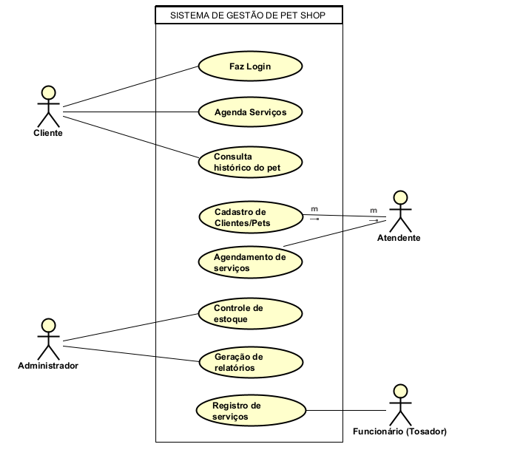 SISTEMA DE GESTÃO DE PET SHOP
Faz Login
Agenda Serviços
Cliente
Consulta
histórico do pet
Cadastro de
Clientes/Pets
m
m
Atendente
Agendamento de
serviços
Controle de
estoque
Administrador
Geração de
relatórios
Registro de
serviços
Funcionário (Tosador)